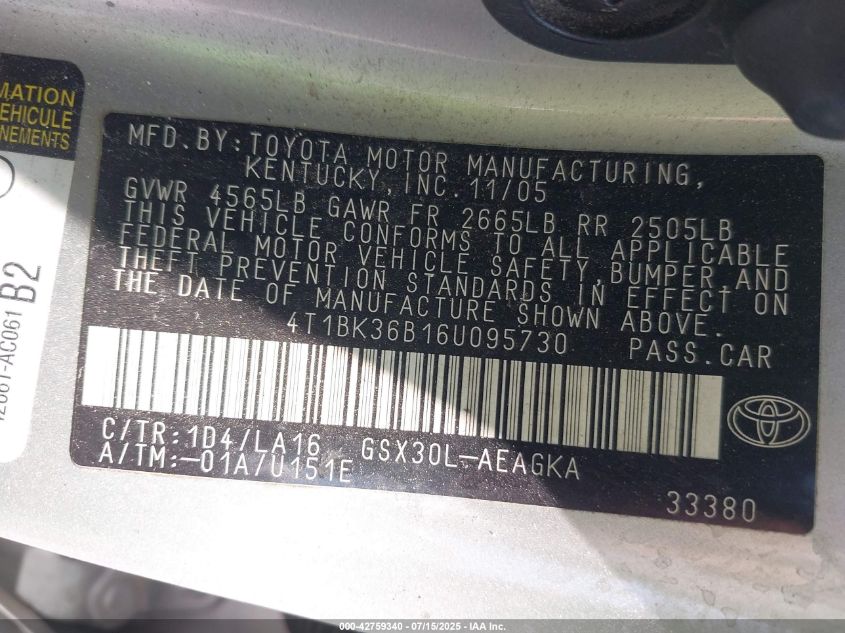 MATION
EHICULE
NEMENTS
B2
MFD.BY:TOYOTA MOTOR MANUFACTURING,
KENTUCKY, INC. 11/05
GVWR 4565LB GAWR FR 2665LB RR 2505LB
THIS VEHICLE CONFORMS TO ALL APPLICABLE
FEDERAL MOTOR VEHICLE SAFETY,BUMPER,AND
THEFT PREVENTION STANDARDS IN EFFECT ON
THE DATE OF MANUFACTURE SHOWN ABOVE.
4T1BK36B16U095730 PASS.CAR
C/TR:1D4/LA16 GSX30L-AEAGKA
A/TM:-01A/U151E
33380
000-42759340 - 07/15/2025 - IAA Inc.